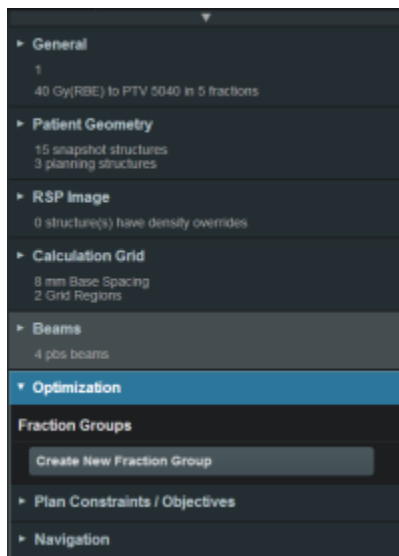 General
1
40 Gy(RBE) to PTV 5040 in 5 fractions
Patient Geometry
15 snapshot structures
3 planning structures
RSP Image
0 structure(s) have density overrides
Calculation Grid
8 mm Base Spacing
2 Grid Regions
Beams
4 pbs beams
Optimization
Fraction Groups
Create New Fraction Group
Plan Constraints / Objectives
Navigation